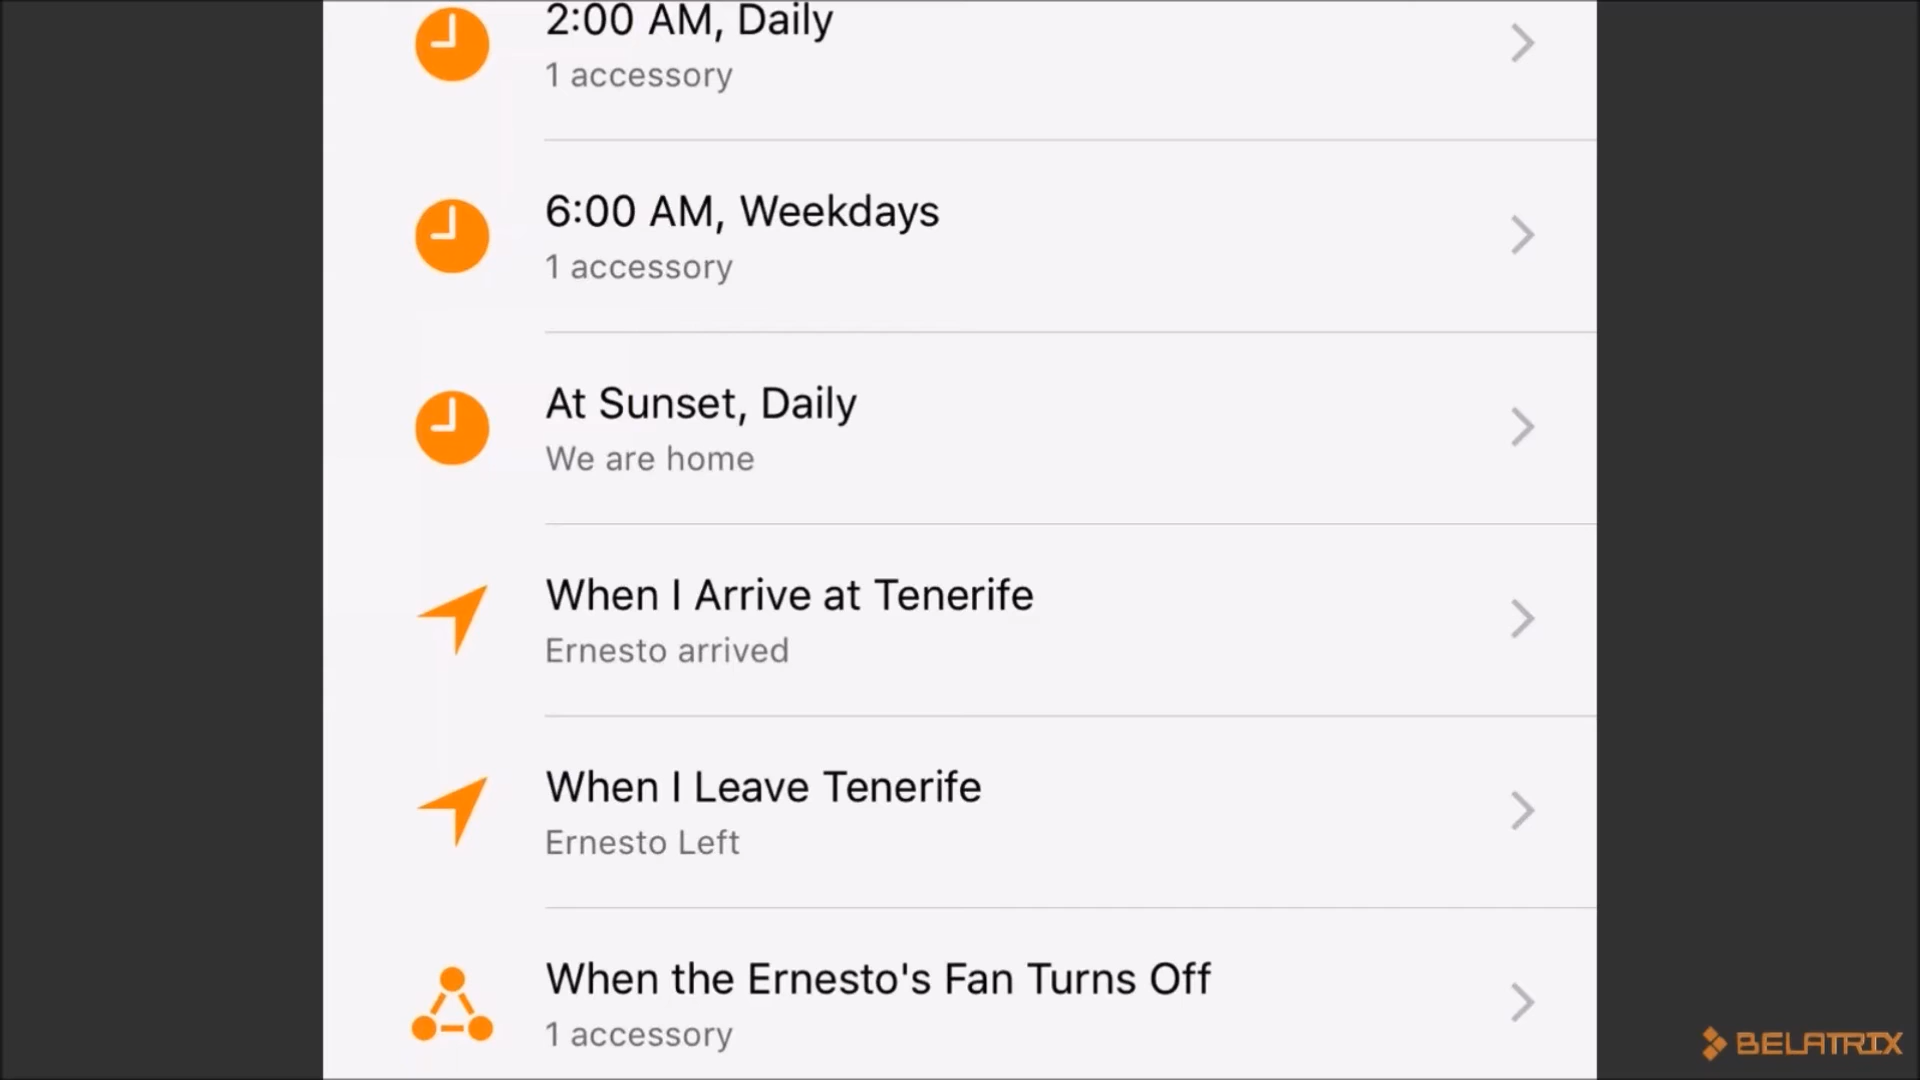 2:00 AM, Daily
1 accessory
6:00 AM, Weekdays
1 accessory
At Sunset, Daily
We are home
When I Arrive at Tenerife
Ernesto arrived
When I Leave Tenerife
Ernesto Left
When the Ernesto's Fan Turns Off
1 accessory
BELATRIX